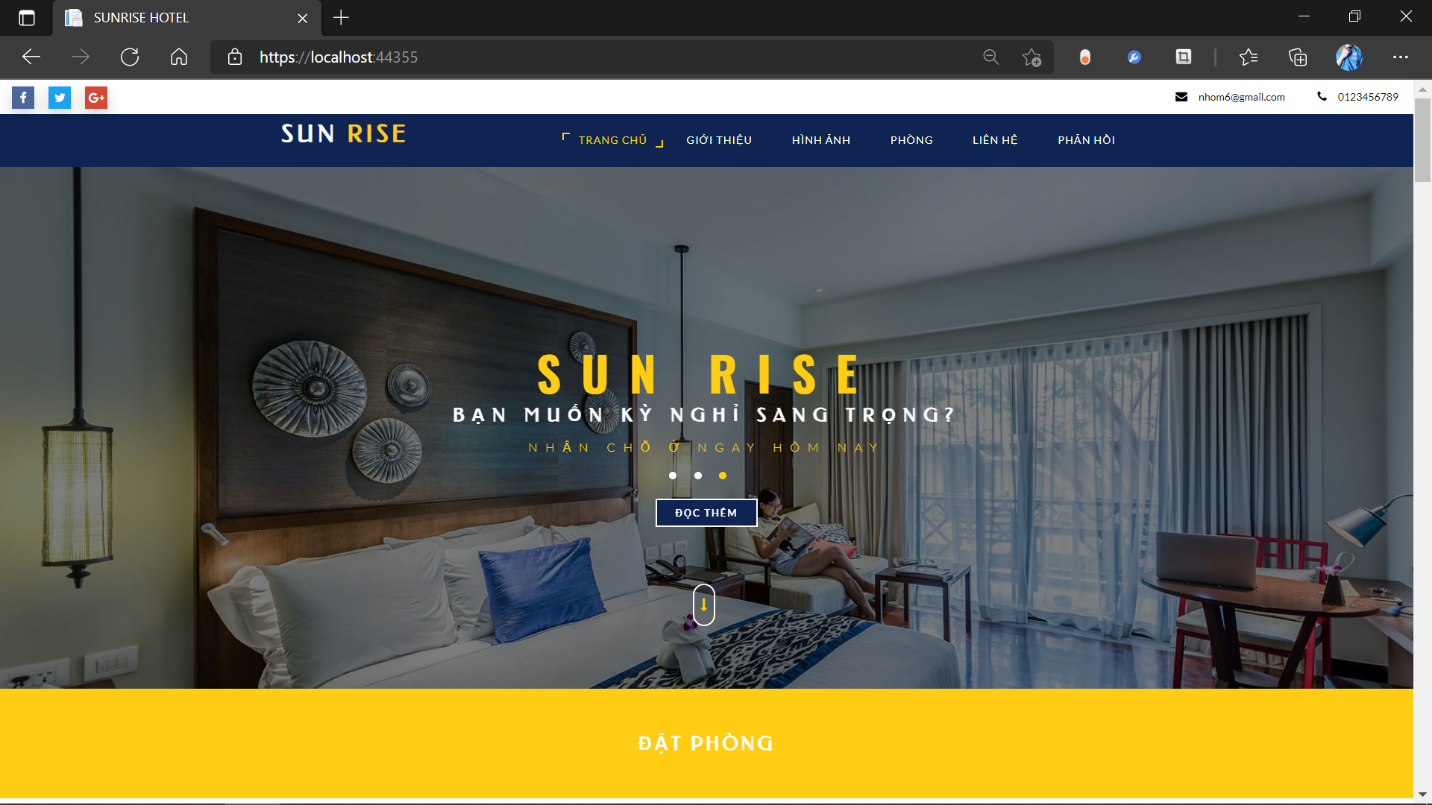 SUNRISE HOTEL
https://localhost:44355
nhom6@gmail.com 0123456789
SUN RISE
TRANG CHỦ GIỚI THIỆU HÌNH ẢNH PHÒNG LIÊN HỆ PHẢN HỒI
SUN RISE
BẠN MUỐN KỲ NGHỈ SANG TRỌNG?
NHẬN CHỖ Ở NGAY HÔM NAY
ĐỌC THÊM
ĐẶT PHÒNG